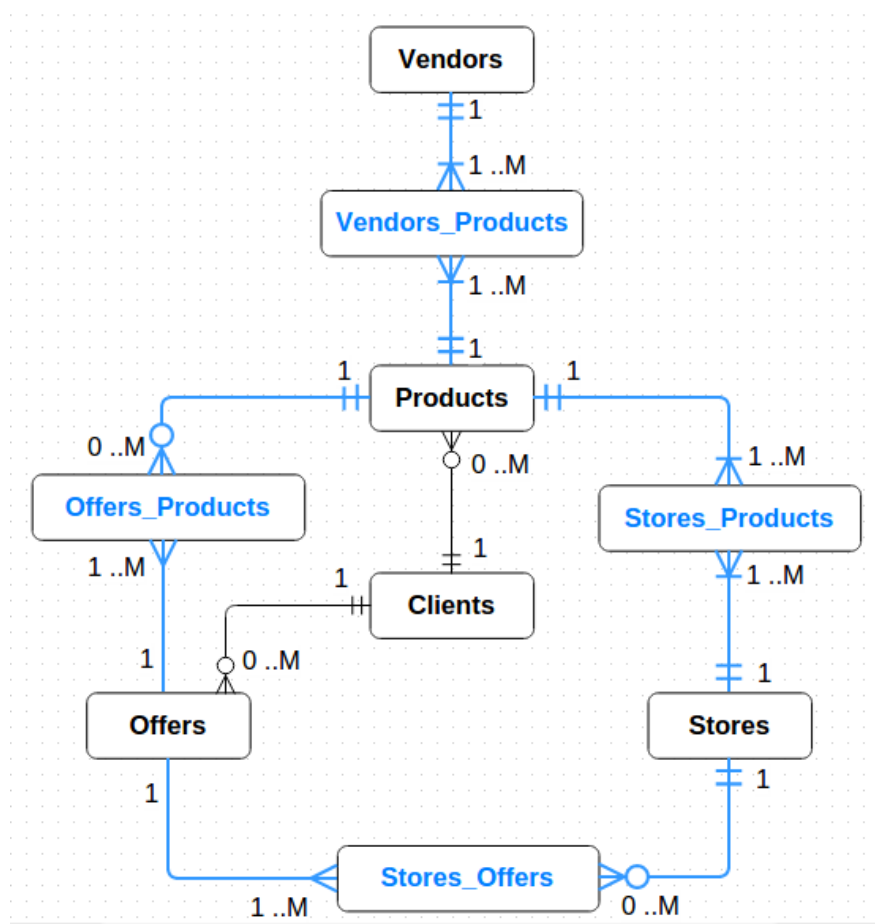 Vendors
1
1 ..M
Vendors_Products
1 ..M
1
1
Products
1
0 ..M
0 ..M
1 ..M
Offers_Products
Stores_Products
1 ..M
1
1 ..M
1
Clients
1
0 ..M
1
Offers
Stores
1
1
Stores_Offers
1 ..M
0 ..M